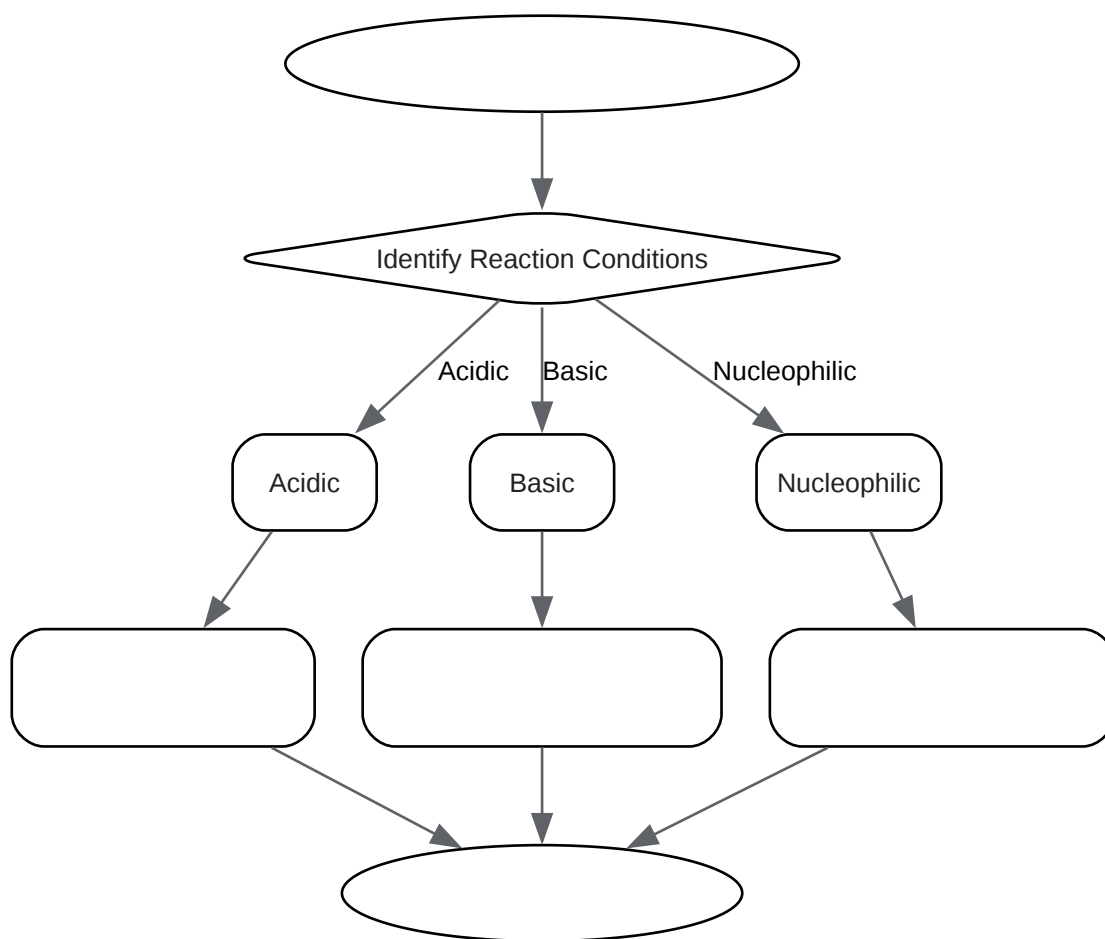 Identify Reaction Conditions
Acidic
Basic
Nucleophilic
Acidic
Basic
Nucleophilic